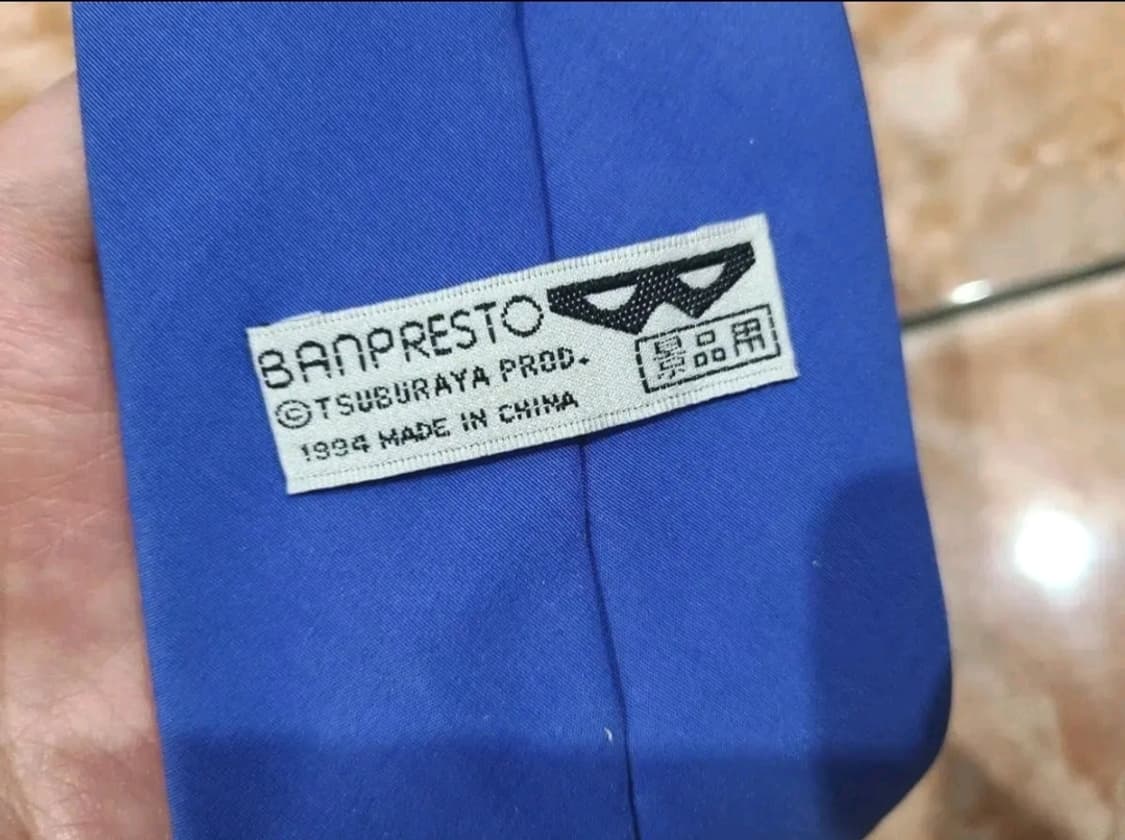 BANPRESTO
©TSUBURAYA PROD.
1994 MADE IN CHINA
景品用